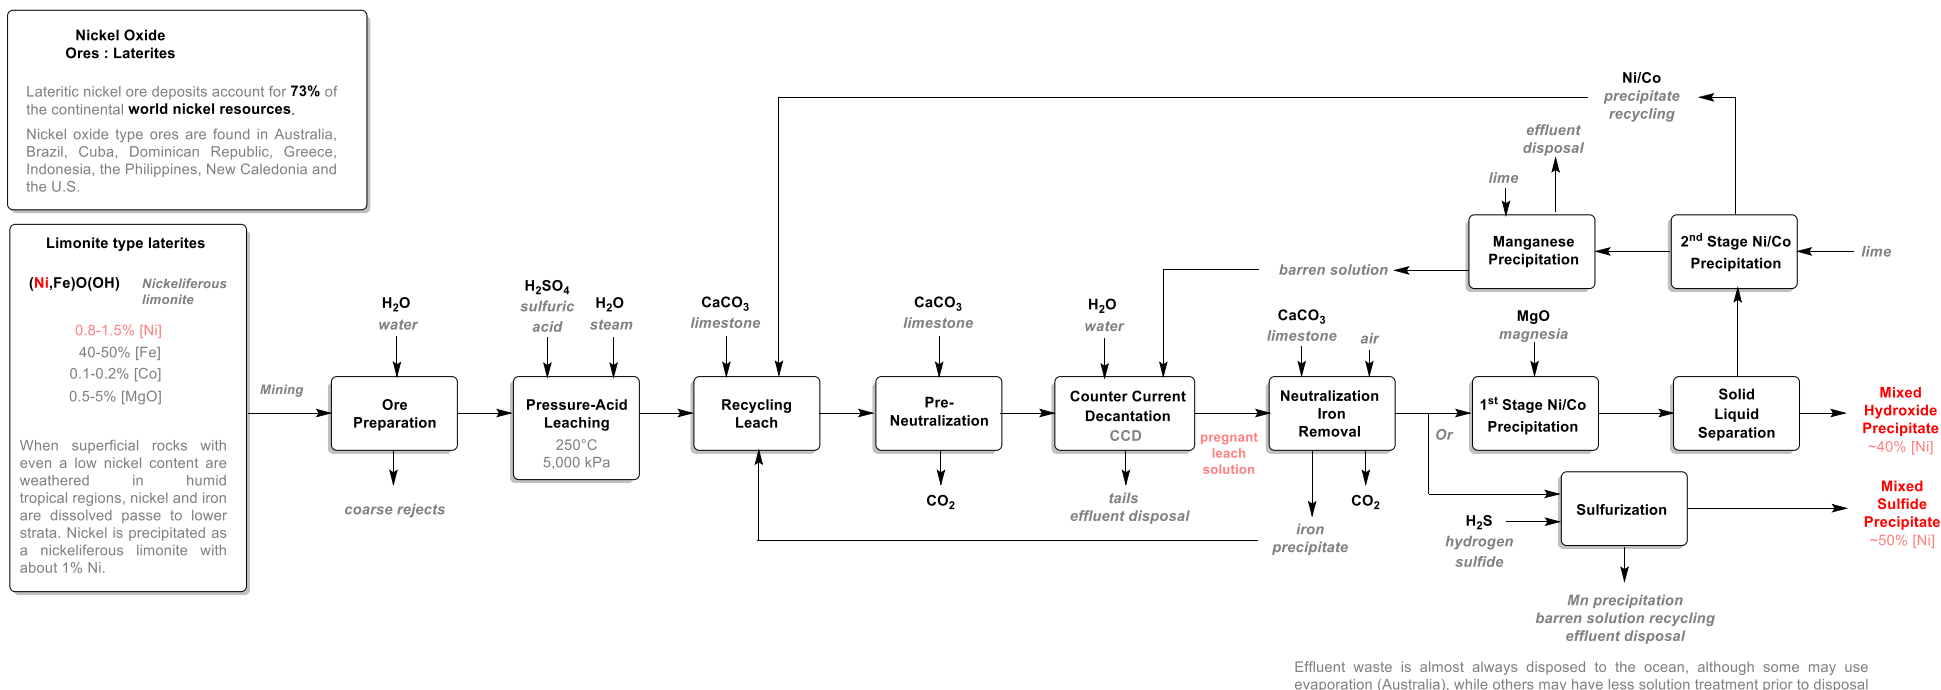 Nickel Oxide
Ores : Laterites
Lateritic nickel ore deposits account for 73% of
the continental world nickel resources.
Nickel oxide type ores are found in Australia,
Brazil, Cuba, Dominican Republic, Greece,
Indonesia, the Philippines, New Caledonia and
the U.S.
Limonite type laterites
(Ni,Fe)O(OH) Nickeliferous
limonite
0.8-1.5% [Ni]
40-50% [Fe]
0.1-0.2% [Co]
0.5-5% [MgO]
When superficial rocks with
even a low nickel content are
weathered in humid
tropical regions, nickel and iron
are dissolved passe to lower
strata. Nickel is precipitated as
a nickeliferous limonite with
about 1% Ni.
Mining
H2O
water
Ore
Preparation
coarse rejects
H2SO4
sulfuric
acid
H2O
steam
Pressure-Acid
Leaching
250°C
5,000 kPa
CaCO3
limestone
Recycling
Leach
CaCO3
limestone
Pre-
Neutralization
CO2
H2O
water
Counter Current
Decantation
CCD
tails
effluent disposal
pregnant
leach
solution
CaCO3
limestone
air
Neutralization
Iron
Removal
iron
precipitate
CO2
Or
MgO
magnesia
1st Stage Ni/Co
Precipitation
Solid
Liquid
Separation
Mixed
Hydroxide
Precipitate
~40% [Ni]
2nd Stage Ni/Co
Precipitation
lime
Ni/Co
precipitate
recycling
Manganese
Precipitation
lime
effluent
disposal
barren solution
H2S
hydrogen
sulfide
Sulfurization
Mixed
Sulfide
Precipitate
~50% [Ni]
Mn precipitation
barren solution recycling
effluent disposal
Effluent waste is almost always disposed to the ocean, although some may use
evaporation (Australia), while others may have less solution treatment prior to disposal